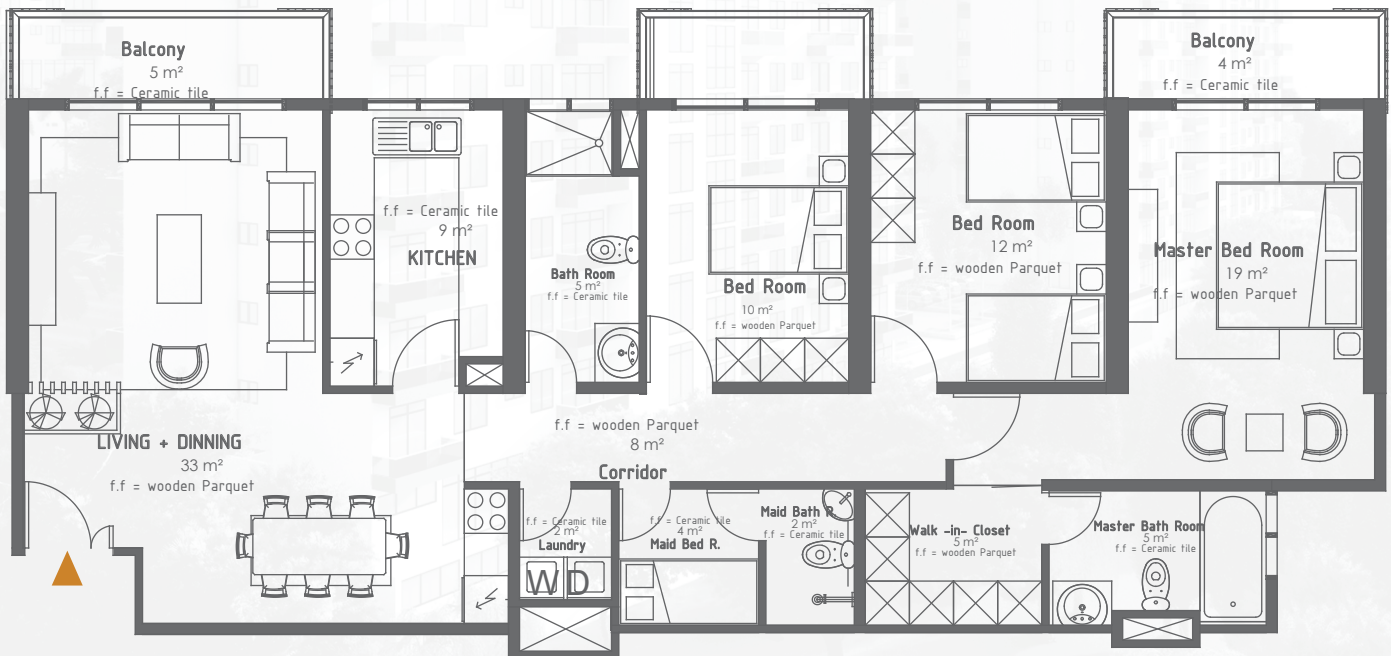 Balcony
5 m²
f.f = Ceramic tile
Balcony
4 m²
f.f = Ceramic tile
f.f = Ceramic tile
9 m²
KITCHEN
Bath Room
5 m²
f.f = Ceramic tile
Bed Room
10 m²
f.f = wooden Parquet
Bed Room
12 m²
f.f = wooden Parquet
Master Bed Room
19 m²
f.f = wooden Parquet
LIVING + DINNING
33 m²
f.f = wooden Parquet
f.f = wooden Parquet
8 m²
Corridor
f.f = Ceramic tile
2 m²
Laundry
W D
f.f = Ceramic tile
4 m²
Maid Bed R.
Maid Bath R.
2 m²
f.f = Ceramic tile
Walk -in- Closet
5 m²
f.f = wooden Parquet
Master Bath Room
5 m²
f.f = Ceramic tile